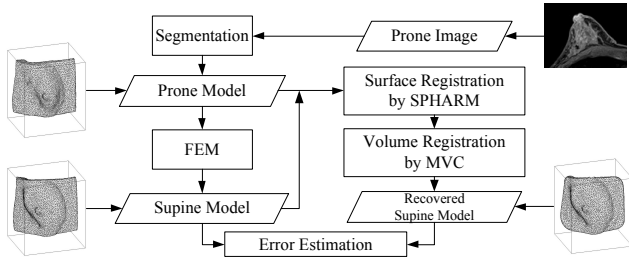 Segmentation
Prone Image
Prone Model
Surface Registration
by SPHARM
FEM
Volume Registration
by MVC
Supine Model
Recovered
Supine Model
Error Estimation